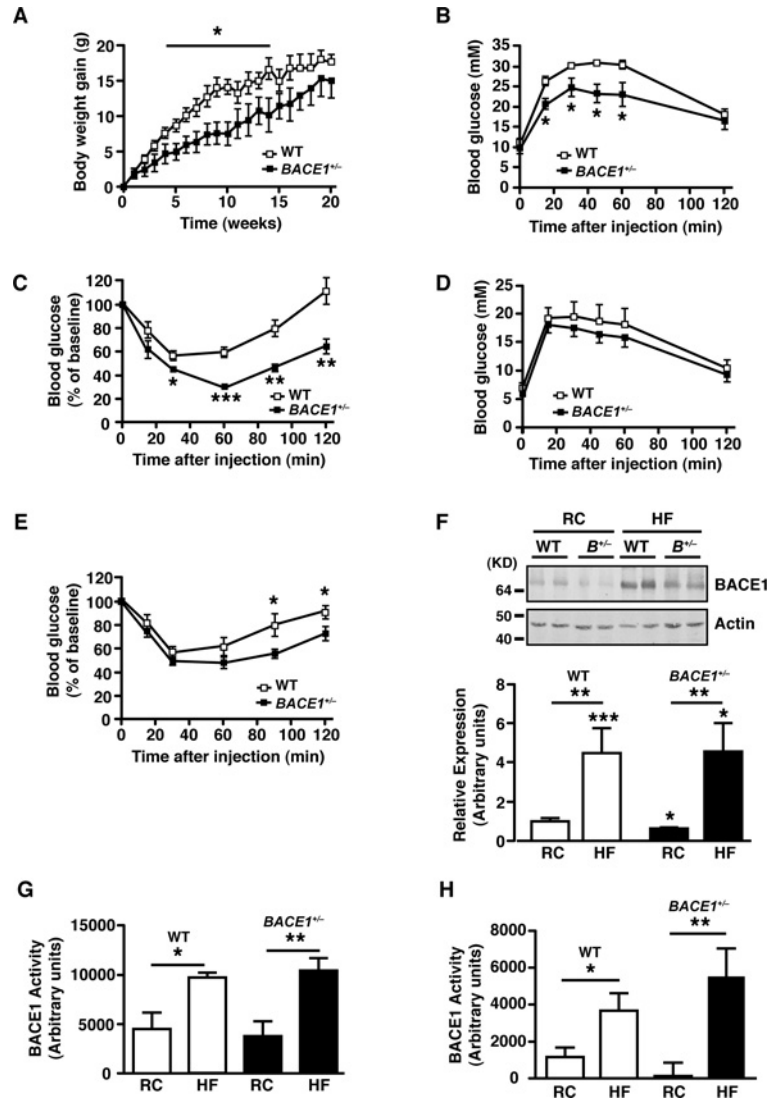 A
*
Body weight gain (g)
20
15
10
5
0
WT
BACE1+/−
0 5 10 15 20
Time (weeks)
B
Blood glucose (mM)
35
30
25
20
15
10
5
0
* * * *
WT
BACE1+/−
0 20 40 60 80 100 120
Time after injection (min)
C
Blood glucose
(% of baseline)
120
100
80
60
40
20
0
* *** ** **
WT
BACE1+/−
0 20 40 60 80 100 120
Time after injection (min)
D
Blood glucose (mM)
25
20
15
10
5
0
WT
BACE1+/−
0 20 40 60 80 100 120
Time after injection (min)
E
Blood glucose
(% of baseline)
120
100
80
60
40
20
0
* *
WT
BACE1+/−
0 20 40 60 80 100 120
Time after injection (min)
F
RC HF
WT B+/− WT B+/−
(KD)
64
BACE1
50
40
Actin
Relative Expression
(Arbitrary units)
8
6
4
2
0
WT BACE1+/−
** ***
* ** *
RC HF RC HF
G
BACE1 Activity
(Arbitrary units)
15000
10000
5000
0
WT BACE1+/−
* **
RC HF RC HF
H
BACE1 Activity
(Arbitrary units)
8000
6000
4000
2000
0
WT BACE1+/−
* **
RC HF RC HF